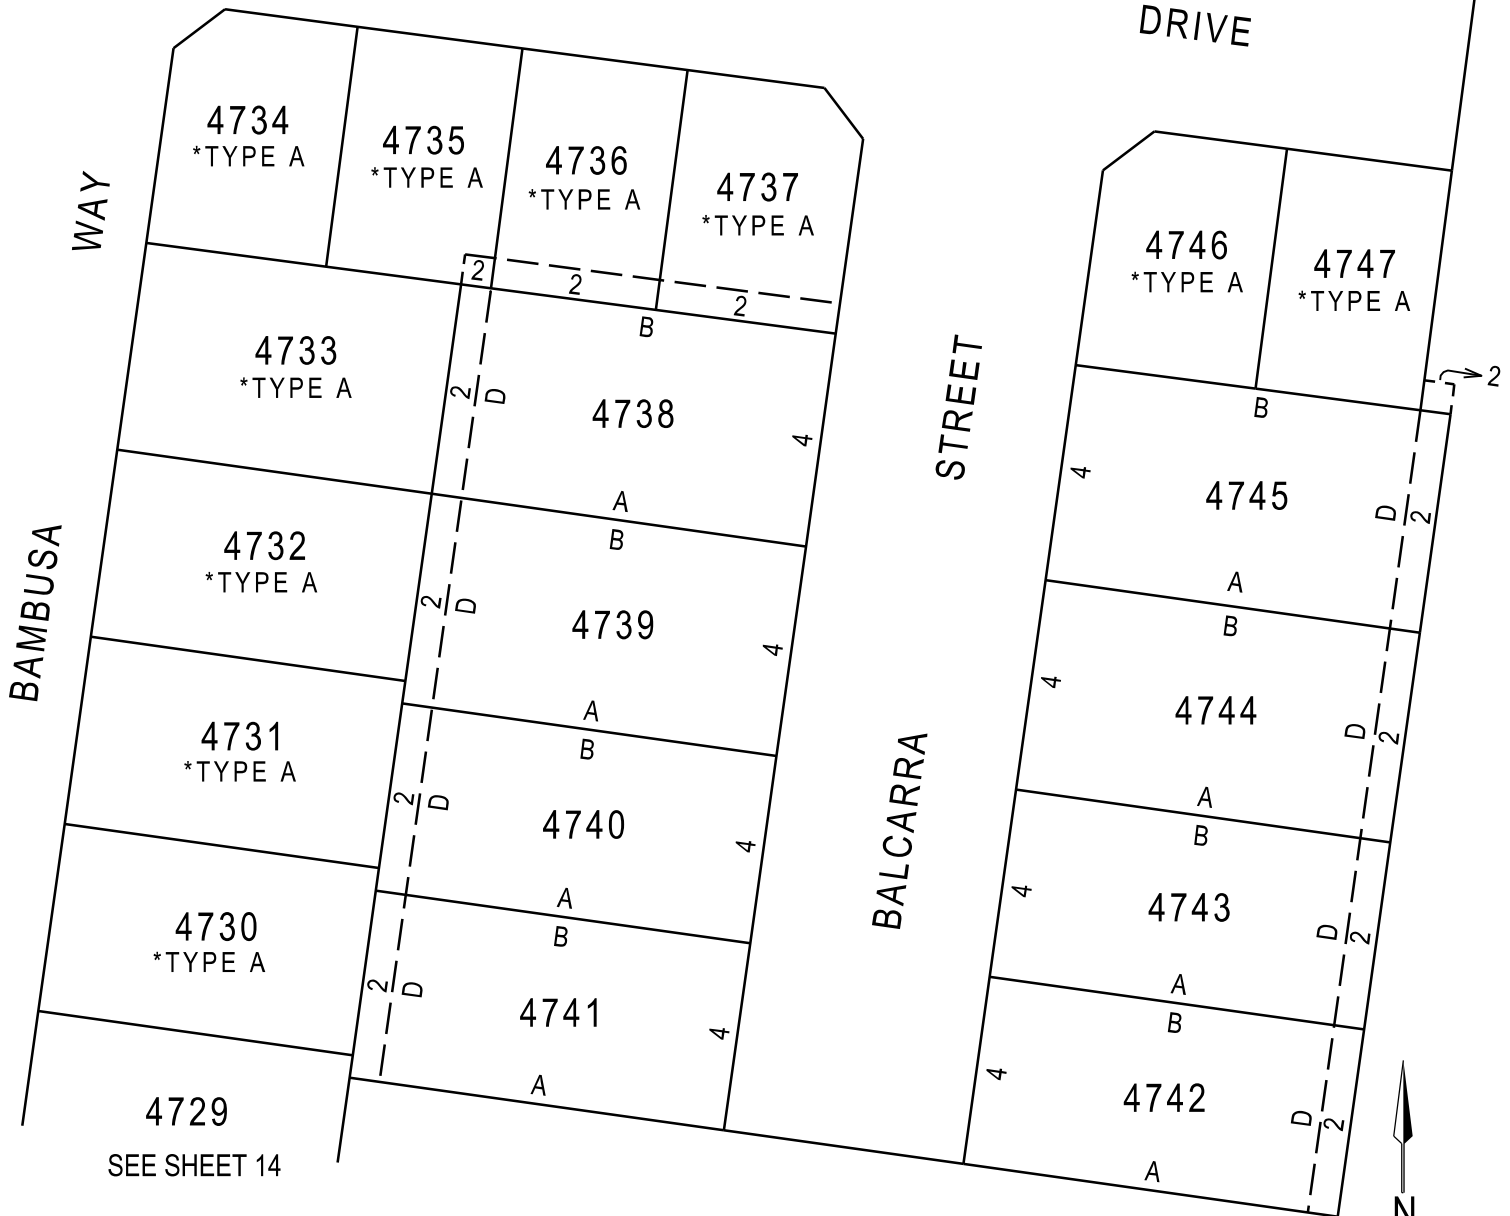 DRIVE
4734
*TYPE A
4735
*TYPE A
4736
*TYPE A
4737
*TYPE A
WAY
4746
*TYPE A
4747
*TYPE A
2
2
2
B
4733
*TYPE A
2
D
4738
4
STREET
2
B
4
4745
D
2
A
B
4732
*TYPE A
BAMBUSA
2
D
4739
4
A
B
4
4744
D
2
A
B
4731
*TYPE A
2
D
4740
4
BALCARRA
A
B
4
4743
D
2
A
B
4730
*TYPE A
2
D
4741
4
A
B
4
4742
D
2
A
4729
SEE SHEET 14
A
N